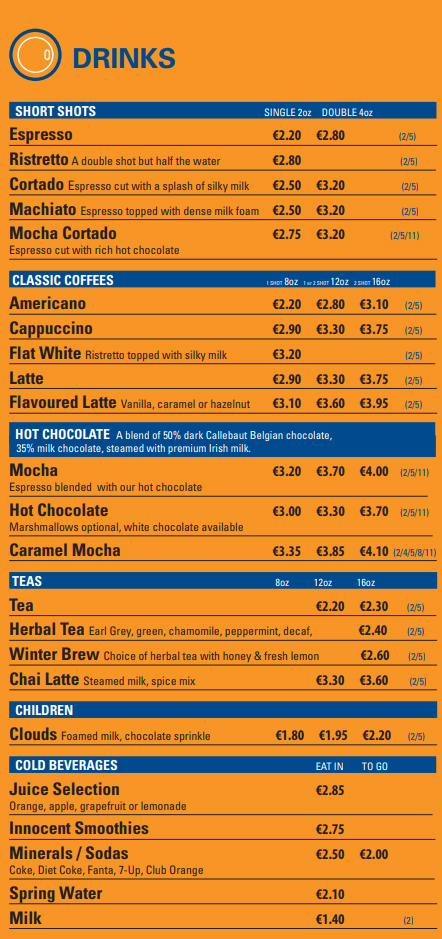 DRINKS
SHORT SHOTS SINGLE 2oz DOUBLE 4oz
Espresso €2.20 €2.80 (2/5)
Ristretto A double shot but half the water €2.80 (2/5)
Cortado Espresso cut with a splash of silky milk €2.50 €3.20 (2/5)
Machiato Espresso topped with dense milk foam €2.50 €3.20 (2/5)
Mocha Cortado €2.75 €3.20 (2/5/11)
Espresso cut with rich hot chocolate
CLASSIC COFFEES 1 SHOT 8oz 1 or 2 SHOT 12oz 2 SHOT 16oz
Americano €2.20 €2.80 €3.10 (2/5)
Cappuccino €2.90 €3.30 €3.75 (2/5)
Flat White Ristretto topped with silky milk €3.20 (2/5)
Latte €2.90 €3.30 €3.75 (2/5)
Flavoured Latte Vanilla, caramel or hazelnut €3.10 €3.60 €3.95 (2/5)
HOT CHOCOLATE A blend of 50% dark Callebaut Belgian chocolate,
35% milk chocolate, steamed with premium Irish milk.
Mocha €3.20 €3.70 €4.00 (2/5/11)
Espresso blended with our hot chocolate
Hot Chocolate €3.00 €3.30 €3.70 (2/5/11)
Marshmallows optional, white chocolate available
Caramel Mocha €3.35 €3.85 €4.10 (2/4/5/8/11)
TEAS 8oz 12oz 16oz
Tea €2.20 €2.30 (2/5)
Herbal Tea Earl Grey, green, chamomile, peppermint, decaf, €2.40 (2/5)
Winter Brew Choice of herbal tea with honey & fresh lemon €2.60 (2/5)
Chai Latte Steamed milk, spice mix €3.30 €3.60 (2/5)
CHILDREN
Clouds Foamed milk, chocolate sprinkle €1.80 €1.95 €2.20 (2/5)
COLD BEVERAGES EAT IN TO GO
Juice Selection €2.85
Orange, apple, grapefruit or lemonade
Innocent Smoothies €2.75
Minerals / Sodas €2.50 €2.00
Coke, Diet Coke, Fanta, 7-Up, Club Orange
Spring Water €2.10
Milk €1.40 (2)